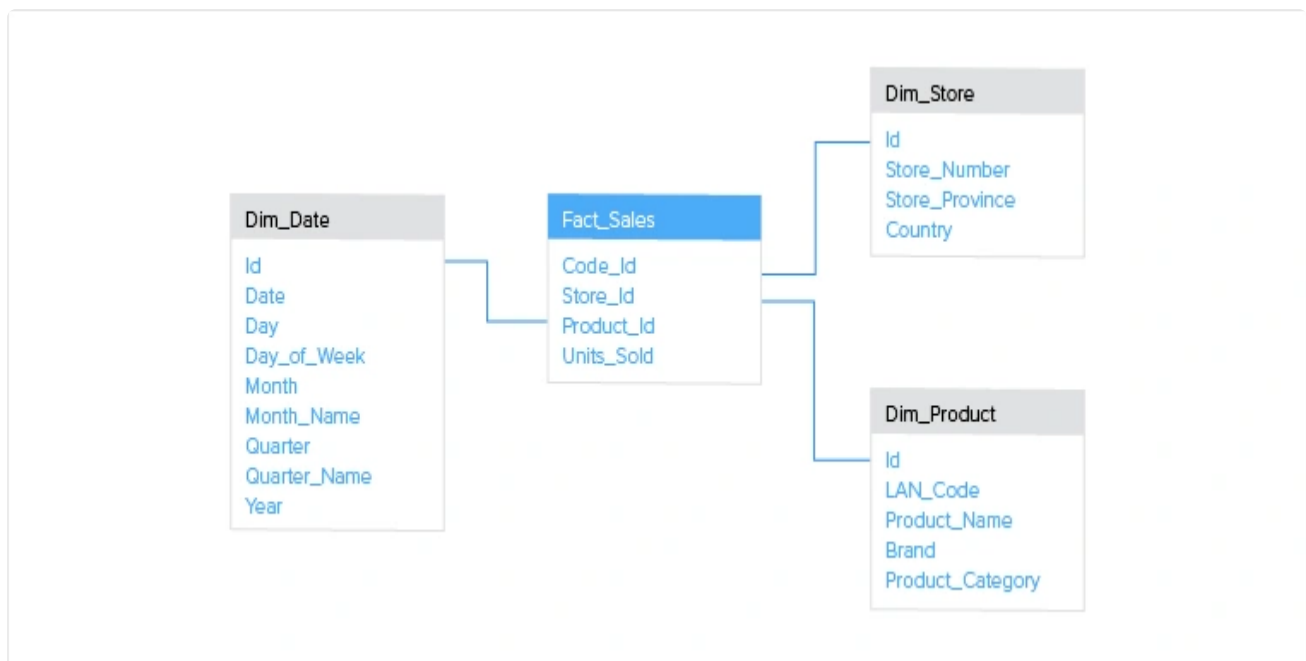 Dim_Date
Id
Date
Day
Day_of_Week
Month
Month_Name
Quarter
Quarter_Name
Year
Fact_Sales
Code_Id
Store_Id
Product_Id
Units_Sold
Dim_Store
Id
Store_Number
Store_Province
Country
Dim_Product
Id
LAN_Code
Product_Name
Brand
Product_Category